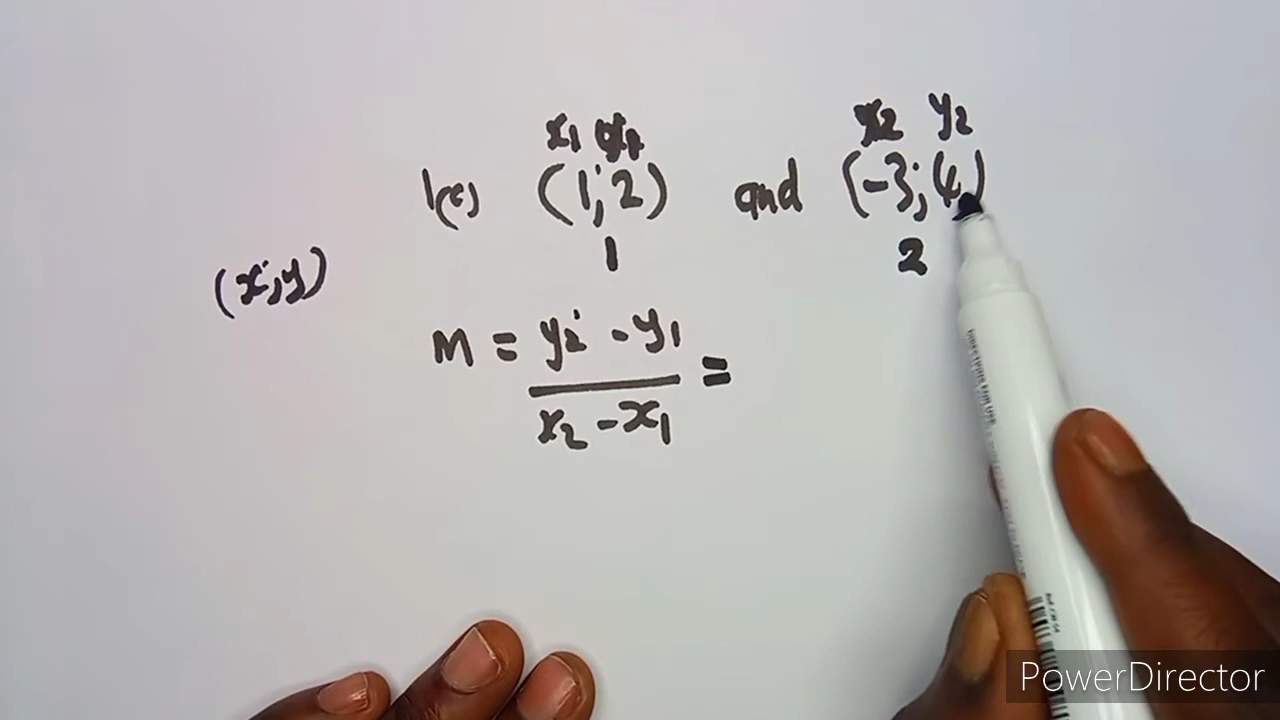 x1 y1 x2 y2
1(c) (1;2) and (-3;4)
1 2
(x;y)
M = y2 - y1 =
x2 - x1
PowerDirector